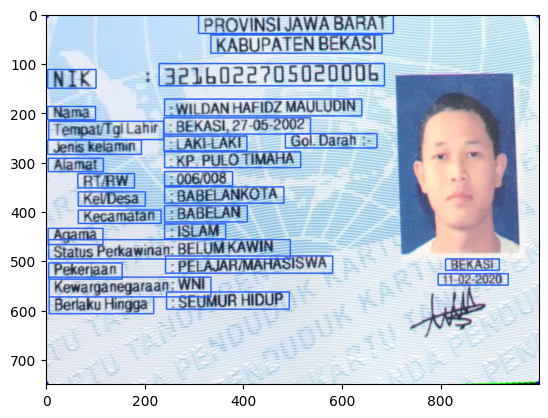 0
PROVINSI JAWA BARAT
KABUPATEN BEKASI
100
NIK : 3216022705020006
200
Nama : WILDAN HAFIDZ MAULUDIN
Tempat/Tgl Lahir : BEKASI, 27-05-2002
Jenis kelamin : LAKI-LAKI Gol. Darah :-
300
Alamat : KP. PULO TIMAHA
RT/RW : 006/008
Kel/Desa : BABELANKOTA
400
Kecamatan : BABELAN
Agama : ISLAM
Status Perkawinan: BELUM KAWIN
500
Pekerjaan : PELAJAR/MAHASISWA
Kewarganegaraan: WNI
Berlaku Hingga : SEUMUR HIDUP
BEKASI
11-02-2020
600
700
0 200 400 600 800